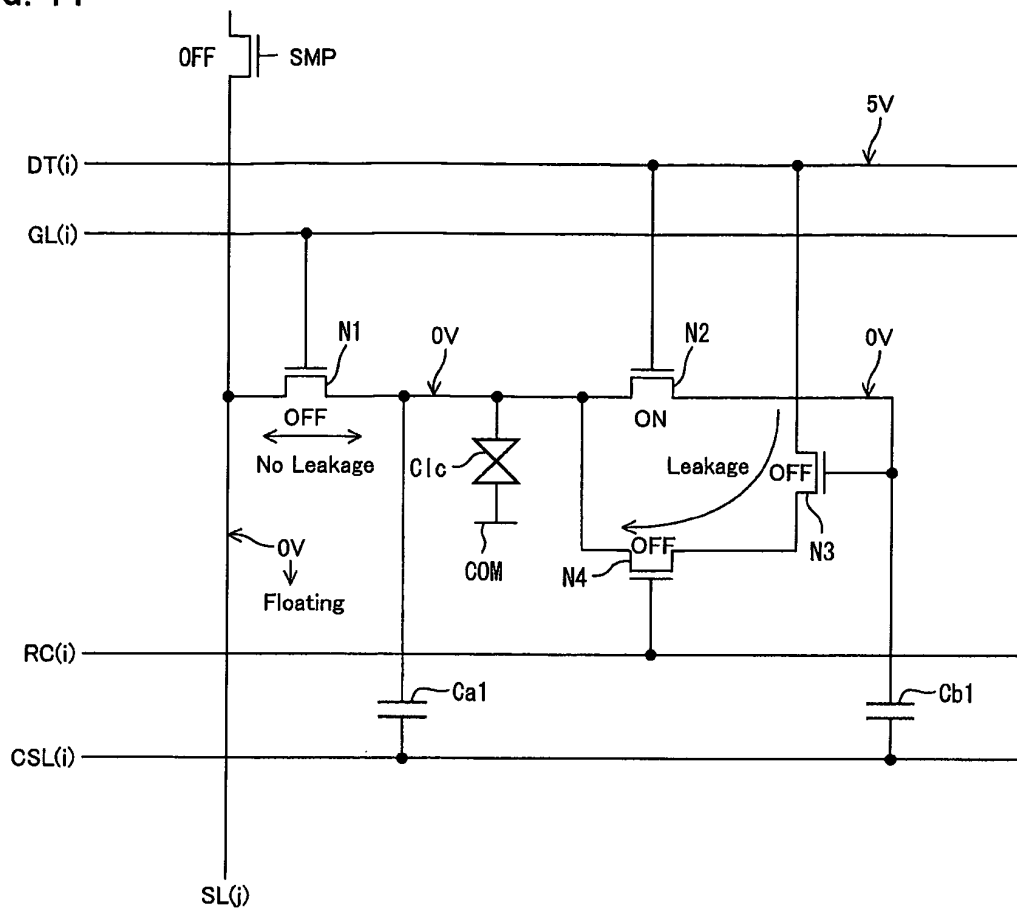 OFF
SMP
5V
DT(i)
GL(i)
N1
0V
N2
0V
OFF
ON
No Leakage
Clc
Leakage
OFF
N3
0V
Floating
COM
OFF
N4
RC(i)
Ca1
Cb1
CSL(i)
SL(j)